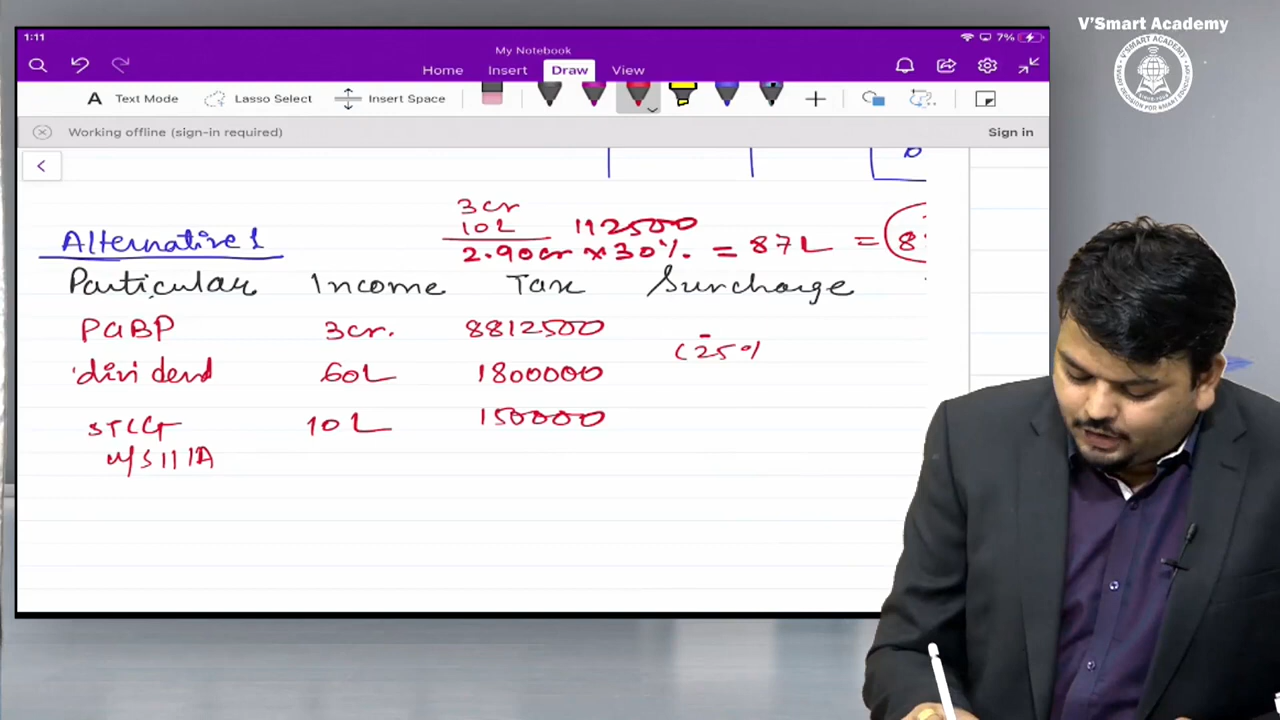 V'Smart Academy
1:11
7%
My Notebook
Home Insert Draw View
A Text Mode Lasso Select Insert Space
Working offline (sign-in required) Sign in
3cr
10L 112500
Alternative 1
2.90cr x 30% = 87L =
Particular Income Tax Surcharge
PGBP 3cr. 8812500
(25%
dividend 60L 1800000
STCG 10L 150000
u/s 111A